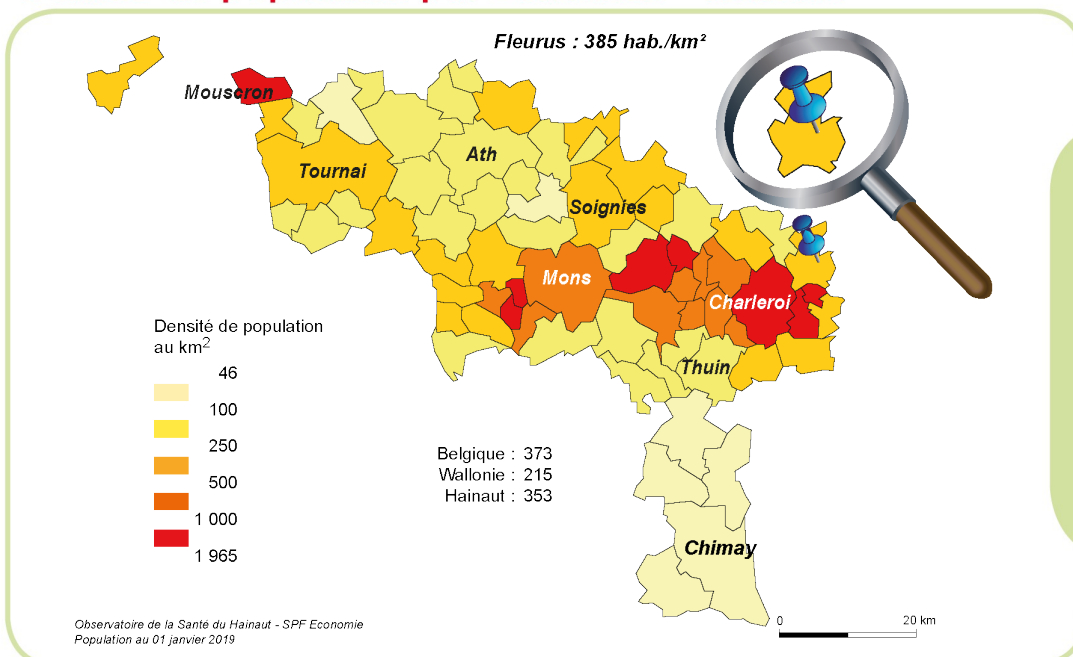 Fleurus : 385 hab./km²
Mouscron
Ath
Tournai
Soignies
Mons
Charleroi
Thuin
Densité de population
au km2
46
100
250
500
1 000
1 965
Belgique : 373
Wallonie : 215
Hainaut : 353
Chimay
Observatoire de la Santé du Hainaut - SPF Economie
Population au 01 janvier 2019
0 20 km